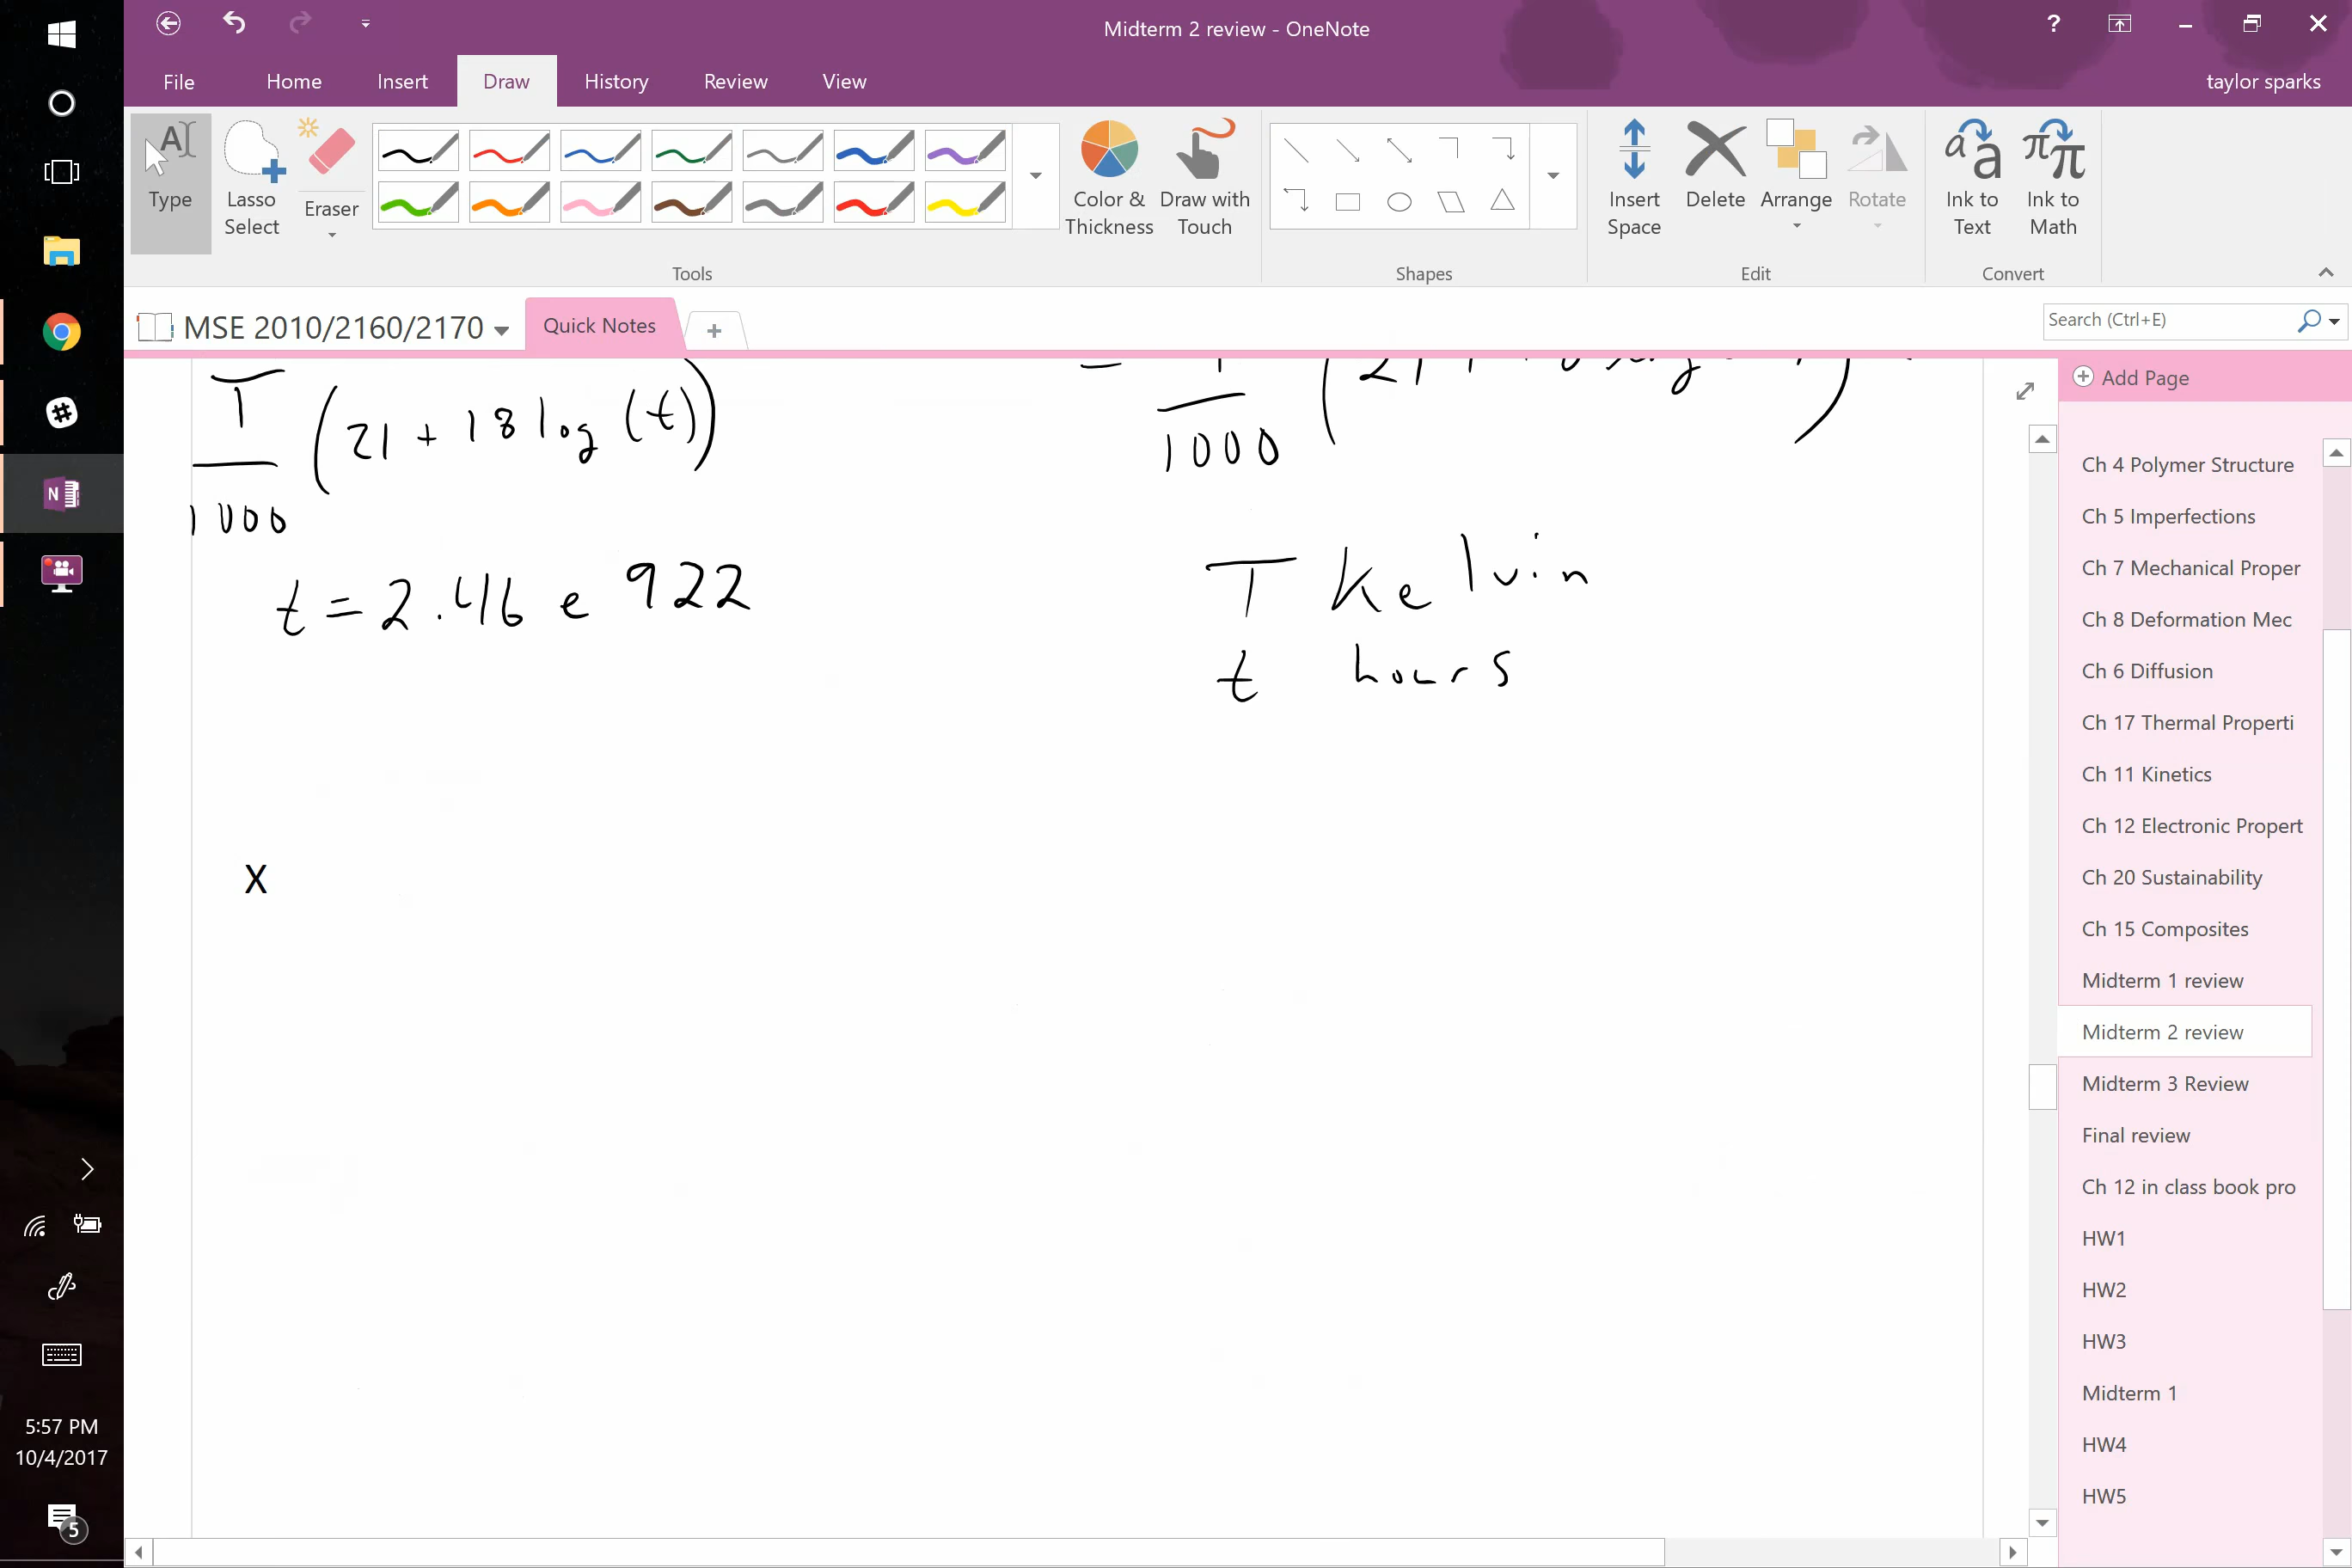 Midterm 2 review - OneNote
?
File Home Insert Draw History Review View
taylor sparks
Type
Lasso Select
Eraser
Color & Thickness
Draw with Touch
Insert Space
Delete
Arrange
Rotate
Ink to Text
Ink to Math
Tools
Shapes
Edit
Convert
MSE 2010/2160/2170
Quick Notes
Search (Ctrl+E)
T
1000
(21 + 18 log (t))
t = 2.46 e 922
1000
T Kelvin
t hours
X
Add Page
Ch 4 Polymer Structure
Ch 5 Imperfections
Ch 7 Mechanical Proper
Ch 8 Deformation Mec
Ch 6 Diffusion
Ch 17 Thermal Properti
Ch 11 Kinetics
Ch 12 Electronic Propert
Ch 20 Sustainability
Ch 15 Composites
Midterm 1 review
Midterm 2 review
Midterm 3 Review
Final review
Ch 12 in class book pro
HW1
HW2
HW3
Midterm 1
HW4
HW5
5:57 PM
10/4/2017
5